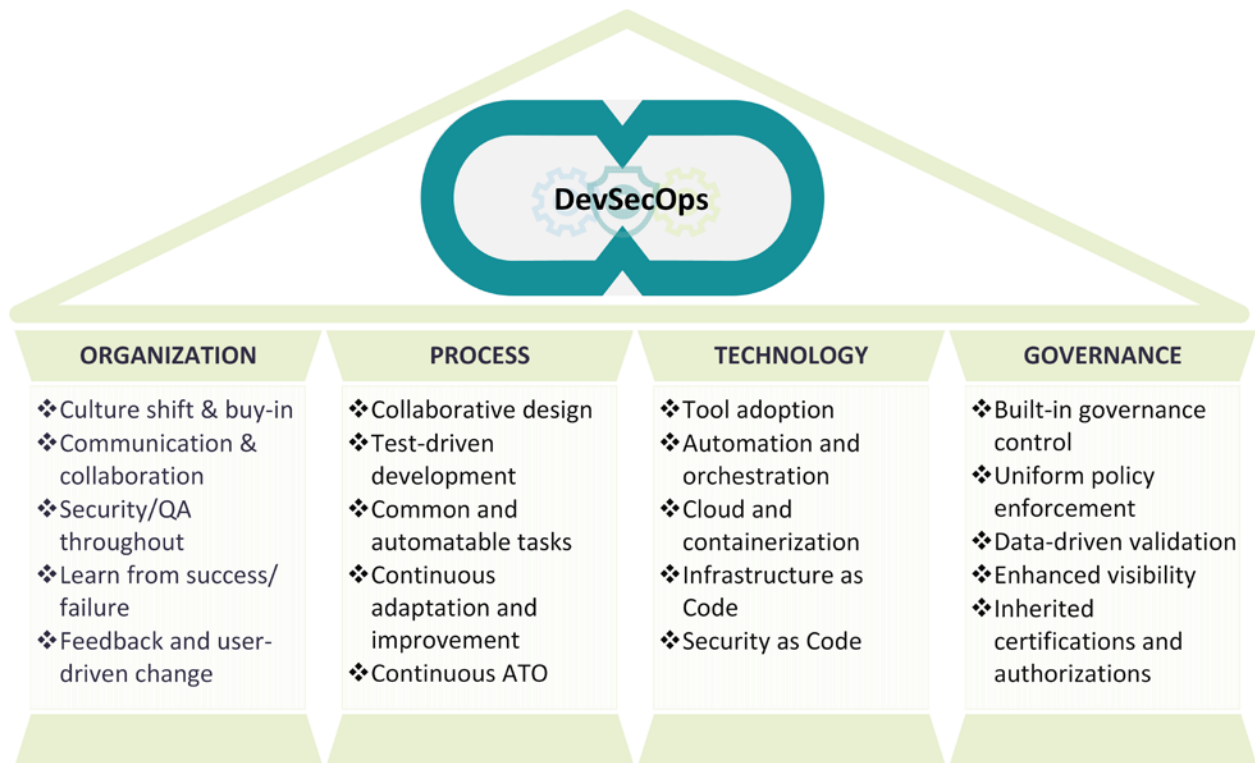 DevSecOps
ORGANIZATION
❖Culture shift & buy-in
❖Communication &
collaboration
❖Security/QA
throughout
❖Learn from success/
failure
❖Feedback and user-
driven change
PROCESS
❖Collaborative design
❖Test-driven
development
❖Common and
automatable tasks
❖Continuous
adaptation and
improvement
❖Continuous ATO
TECHNOLOGY
❖Tool adoption
❖Automation and
orchestration
❖Cloud and
containerization
❖Infrastructure as
Code
❖Security as Code
GOVERNANCE
❖Built-in governance
control
❖Uniform policy
enforcement
❖Data-driven validation
❖Enhanced visibility
❖Inherited
certifications and
authorizations